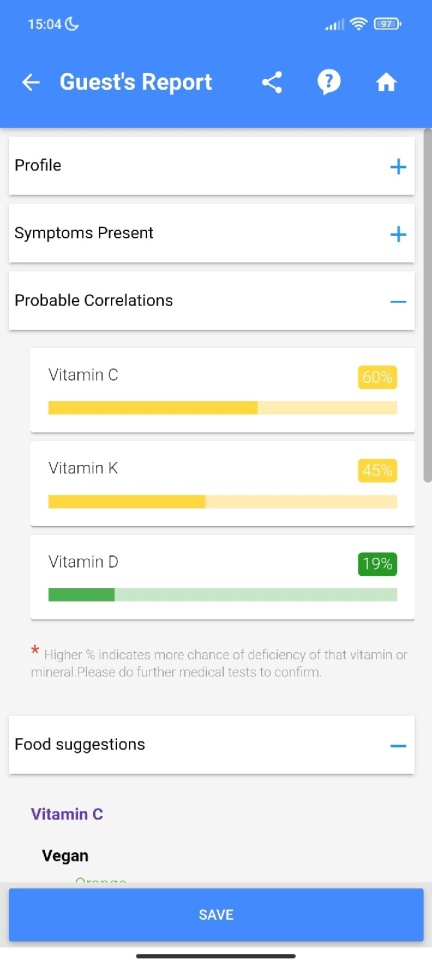 15:04
97
Guest's Report
?
Profile
Symptoms Present
Probable Correlations
Vitamin C
60%
Vitamin K
45%
Vitamin D
19%
* Higher % indicates more chance of deficiency of that vitamin or
mineral.Please do further medical tests to confirm.
Food suggestions
Vitamin C
Vegan
Orange
SAVE